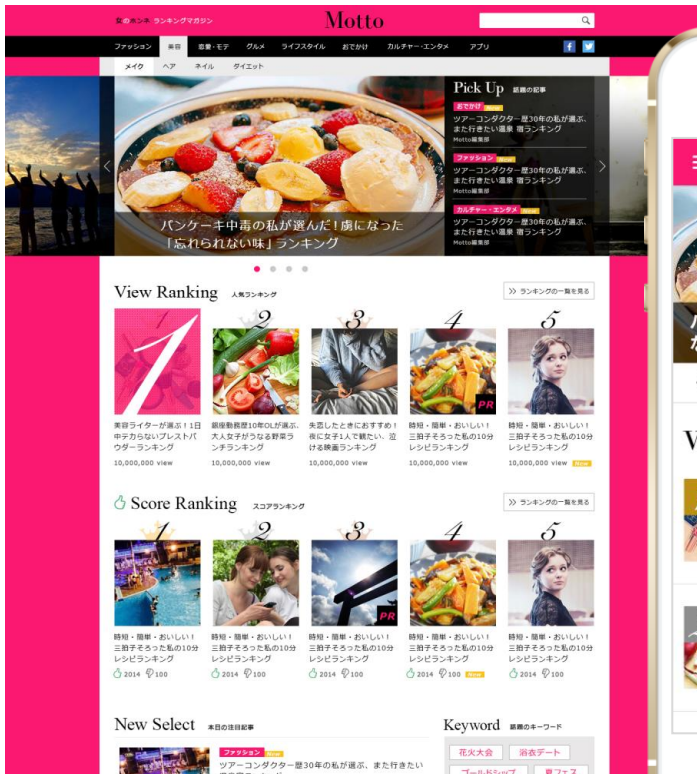 女のホンネ ランキングマガジン
Motto
ファッション 美容 恋愛・モテ グルメ ライフスタイル おでかけ カルチャー・エンタメ アプリ
メイク ヘア ネイル ダイエット
パンケーキ中毒の私が選んだ!虜になった
「忘れられない味」ランキング
Pick Up 話題の記事
おでかけ New
ツアーコンダクター歴30年の私が選ぶ、
また行きたい温泉 宿ランキング
Motto編集部
ファッション New
ツアーコンダクター歴30年の私が選ぶ、
また行きたい温泉 宿ランキング
Motto編集部
カルチャー・エンタメ New
ツアーコンダクター歴30年の私が選ぶ、
また行きたい温泉 宿ランキング
Motto編集部
View Ranking 人気ランキング
ランキングの一覧を見る
1 2 3 4 5
PR
美容ライターが選ぶ!1日
中テカらないプレストパ
ウダーランキング
10,000,000 view
銀座勤務歴10年OLが選ぶ、
大人女子がうなる野菜ラ
ンチランキング
10,000,000 view
失恋したときにおすすめ!
夜に女子1人で観たい、泣
ける映画ランキング
10,000,000 view
時短・簡単・おいしい!
三拍子そろった私の10分
レシピランキング
10,000,000 view
時短・簡単・おいしい!
三拍子そろった私の10分
レシピランキング
10,000,000 view New
Score Ranking スコアランキング
ランキングの一覧を見る
1 2 3 4 5
PR
時短・簡単・おいしい!
三拍子そろった私の10分
レシピランキング
2014 100
時短・簡単・おいしい!
三拍子そろった私の10分
レシピランキング
2014 100
時短・簡単・おいしい!
三拍子そろった私の10分
レシピランキング
2014 100
時短・簡単・おいしい!
三拍子そろった私の10分
レシピランキング
2014 100 New
時短・簡単・おいしい!
三拍子そろった私の10分
レシピランキング
2014 100
New Select 本日の注目記事
ファッション New
ツアーコンダクター歴30年の私が選ぶ、また行きたい
Keyword 話題のキーワード
花火大会 浴衣デート